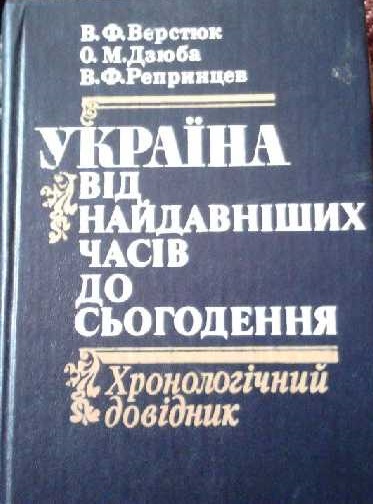 В.Ф.Верстюк
О.М.Дзюба
В.Ф.Репринцев
УКРАЇНА
ВІД
НАЙДАВНІШИХ
ЧАСІВ
ДО
СЬОГОДЕННЯ
Хронологічний
довідник